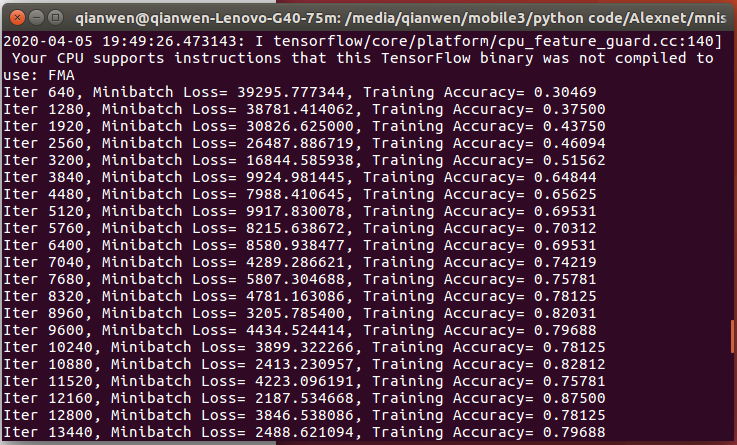 qianwen@qianwen-Lenovo-G40-75m: /media/qianwen/mobile3/python code/Alexnet/mnis
2020-04-05 19:49:26.473143: I tensorflow/core/platform/cpu_feature_guard.cc:140]
 Your CPU supports instructions that this TensorFlow binary was not compiled to
use: FMA
Iter 640, Minibatch Loss= 39295.777344, Training Accuracy= 0.30469
Iter 1280, Minibatch Loss= 38781.414062, Training Accuracy= 0.37500
Iter 1920, Minibatch Loss= 30826.625000, Training Accuracy= 0.43750
Iter 2560, Minibatch Loss= 26487.886719, Training Accuracy= 0.46094
Iter 3200, Minibatch Loss= 16844.585938, Training Accuracy= 0.51562
Iter 3840, Minibatch Loss= 9924.981445, Training Accuracy= 0.64844
Iter 4480, Minibatch Loss= 7988.410645, Training Accuracy= 0.65625
Iter 5120, Minibatch Loss= 9917.830078, Training Accuracy= 0.69531
Iter 5760, Minibatch Loss= 8215.638672, Training Accuracy= 0.70312
Iter 6400, Minibatch Loss= 8580.938477, Training Accuracy= 0.69531
Iter 7040, Minibatch Loss= 4289.286621, Training Accuracy= 0.74219
Iter 7680, Minibatch Loss= 5807.304688, Training Accuracy= 0.75781
Iter 8320, Minibatch Loss= 4781.163086, Training Accuracy= 0.78125
Iter 8960, Minibatch Loss= 3205.785400, Training Accuracy= 0.82031
Iter 9600, Minibatch Loss= 4434.524414, Training Accuracy= 0.79688
Iter 10240, Minibatch Loss= 3899.322266, Training Accuracy= 0.78125
Iter 10880, Minibatch Loss= 2413.230957, Training Accuracy= 0.82812
Iter 11520, Minibatch Loss= 4223.096191, Training Accuracy= 0.75781
Iter 12160, Minibatch Loss= 2187.534668, Training Accuracy= 0.87500
Iter 12800, Minibatch Loss= 3846.538086, Training Accuracy= 0.78125
Iter 13440, Minibatch Loss= 2488.621094, Training Accuracy= 0.79688